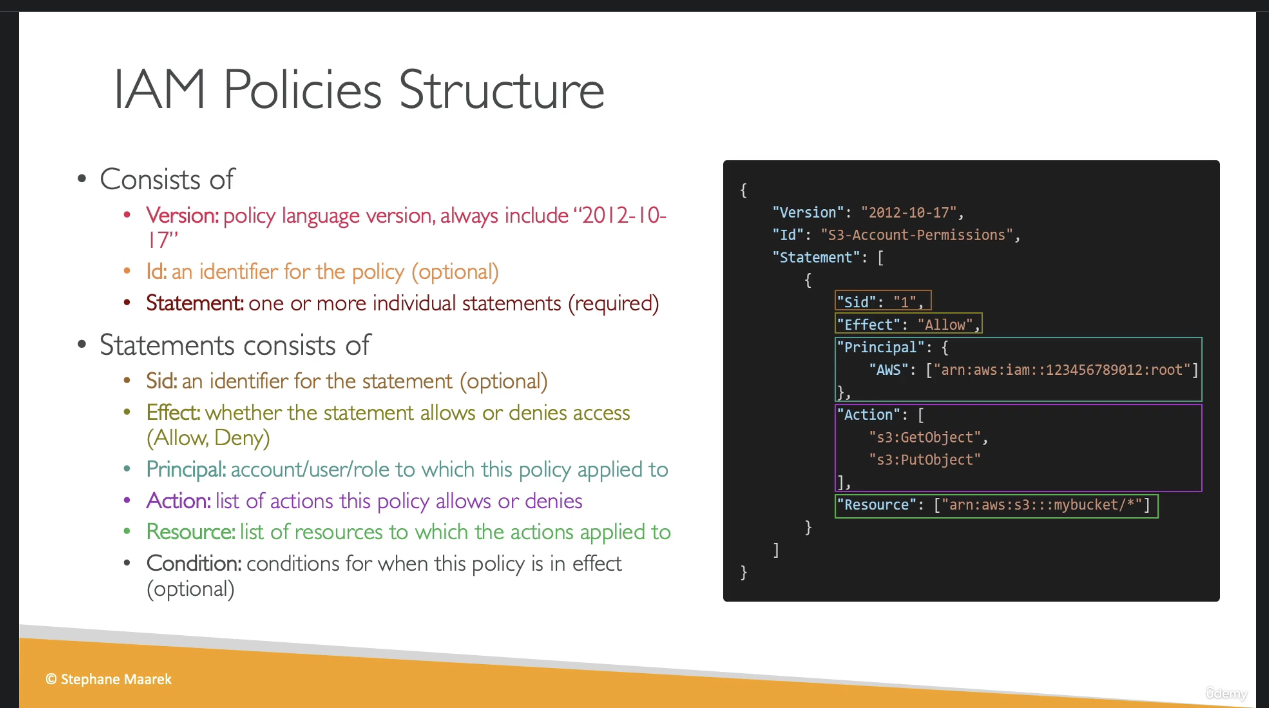 IAM Policies Structure
• Consists of
• Version: policy language version, always include “2012-10-
17”
• Id: an identifier for the policy (optional)
• Statement: one or more individual statements (required)
• Statements consists of
• Sid: an identifier for the statement (optional)
• Effect: whether the statement allows or denies access
(Allow, Deny)
• Principal: account/user/role to which this policy applied to
• Action: list of actions this policy allows or denies
• Resource: list of resources to which the actions applied to
• Condition: conditions for when this policy is in effect
(optional)
{
"Version": "2012-10-17",
"Id": "S3-Account-Permissions",
"Statement": [
{
"Sid": "1",
"Effect": "Allow",
"Principal": {
"AWS": ["arn:aws:iam::123456789012:root"]
},
"Action": [
"s3:GetObject",
"s3:PutObject"
],
"Resource": ["arn:aws:s3:::mybucket/*"]
}
]
}
© Stephane Maarek
ûdemy